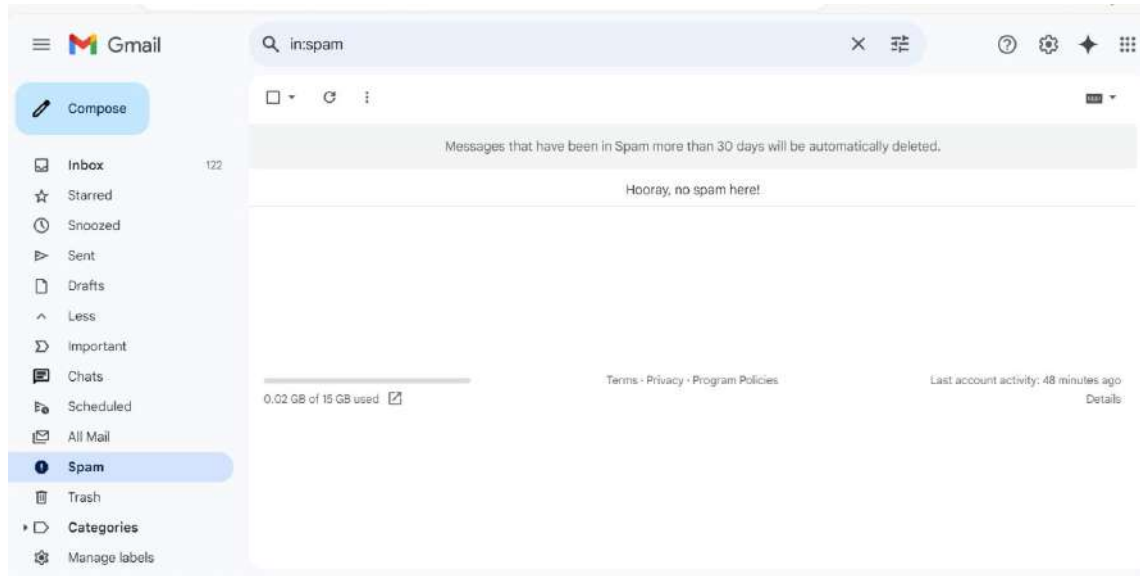 Gmail
in:spam
Compose
Messages that have been in Spam more than 30 days will be automatically deleted.
Inbox 122
Hooray, no spam here!
Starred
Snoozed
Sent
Drafts
Less
Important
Chats
Terms · Privacy · Program Policies
Last account activity: 48 minutes ago
0.02 GB of 15 GB used
Details
Scheduled
All Mail
Spam
Trash
Categories
Manage labels